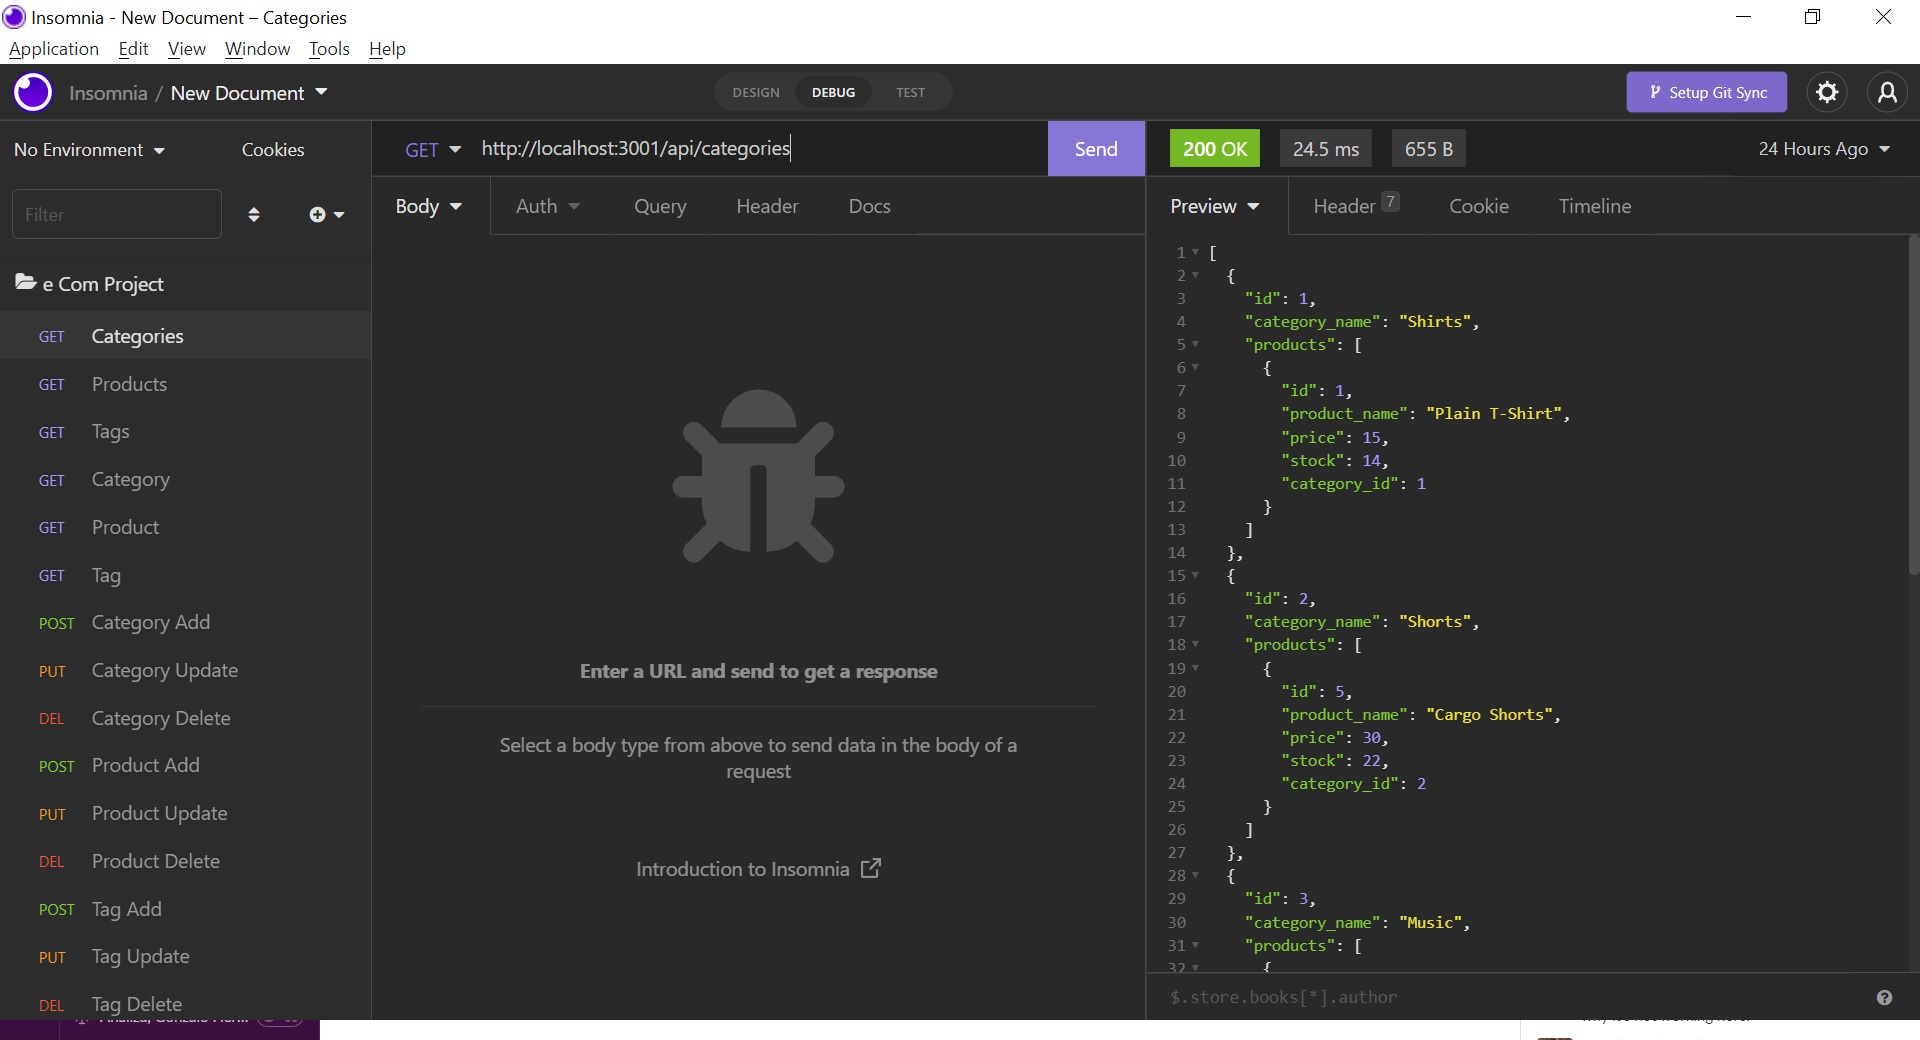 Insomnia - New Document – Categories
Application Edit View Window Tools Help
Insomnia / New Document
DESIGN DEBUG TEST
Setup Git Sync
No Environment Cookies
GET http://localhost:3001/api/categories Send
200 OK 24.5 ms 655 B 24 Hours Ago
Filter
Body Auth Query Header Docs
Preview Header 7 Cookie Timeline
e Com Project
GET Categories
GET Products
GET Tags
GET Category
GET Product
GET Tag
POST Category Add
PUT Category Update
DEL Category Delete
POST Product Add
PUT Product Update
DEL Product Delete
POST Tag Add
PUT Tag Update
DEL Tag Delete
Enter a URL and send to get a response
Select a body type from above to send data in the body of a
request
Introduction to Insomnia
1 [
2 {
3 "id": 1,
4 "category_name": "Shirts",
5 "products": [
6 {
7 "id": 1,
8 "product_name": "Plain T-Shirt",
9 "price": 15,
10 "stock": 14,
11 "category_id": 1
12 }
13 ]
14 },
15 {
16 "id": 2,
17 "category_name": "Shorts",
18 "products": [
19 {
20 "id": 5,
21 "product_name": "Cargo Shorts",
22 "price": 30,
23 "stock": 22,
24 "category_id": 2
25 }
26 ]
27 },
28 {
29 "id": 3,
30 "category_name": "Music",
31 "products": [
32 {
$.store.books[*].author